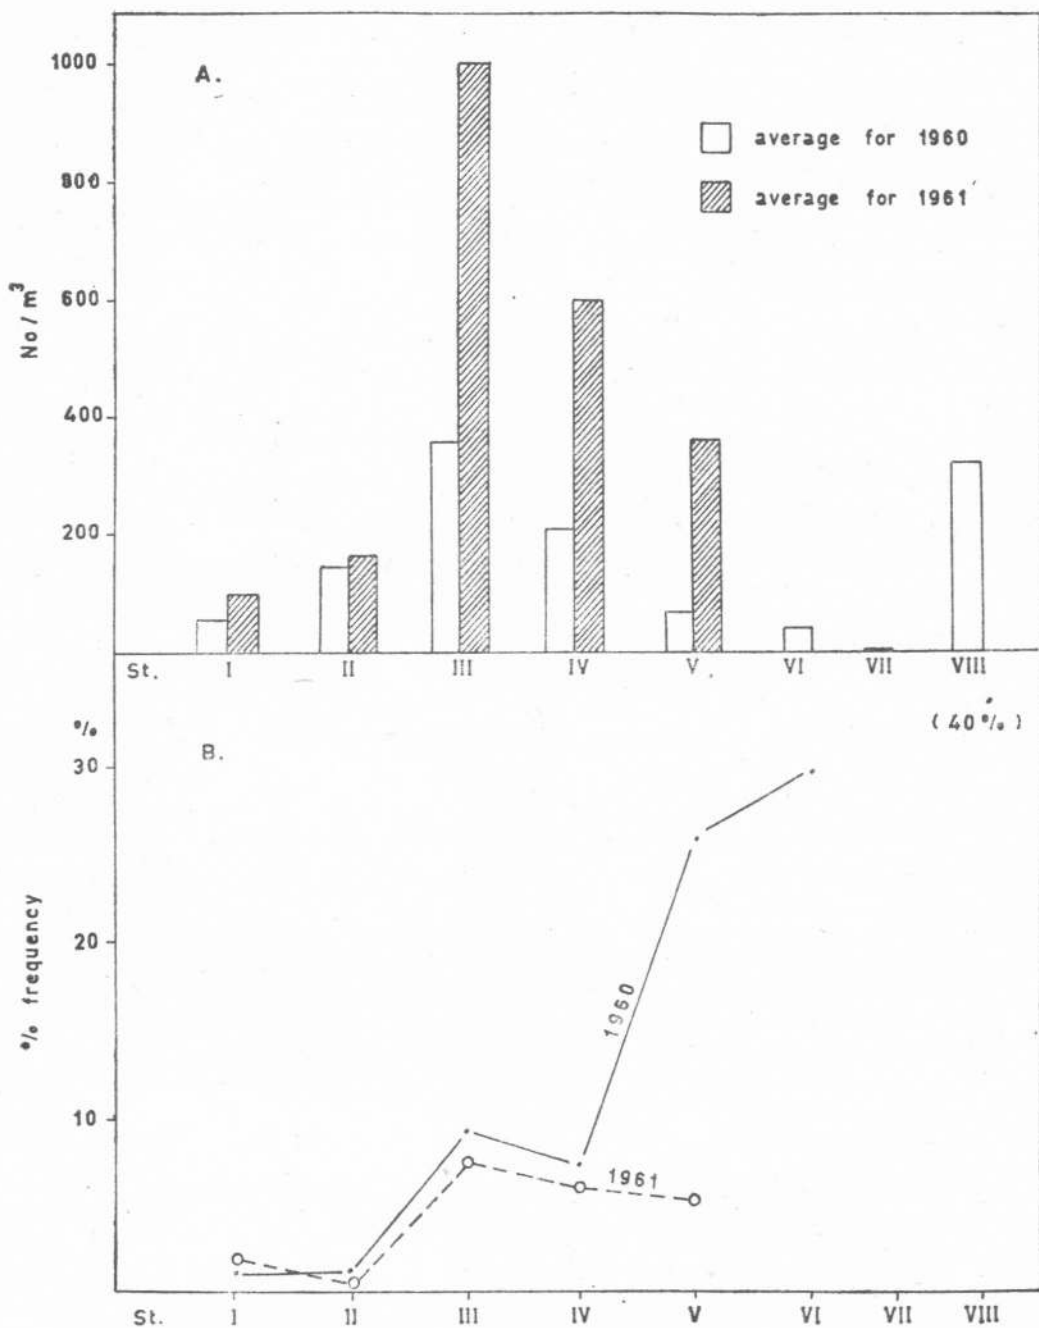 A.
1000
800
600
400
200
No/m³
average for 1960
average for 1961
St. I II III IV V VI VII VIII
(40%)
%
B.
30
20
10
% frequency
1960
1961
St. I II III IV V VI VII VIII